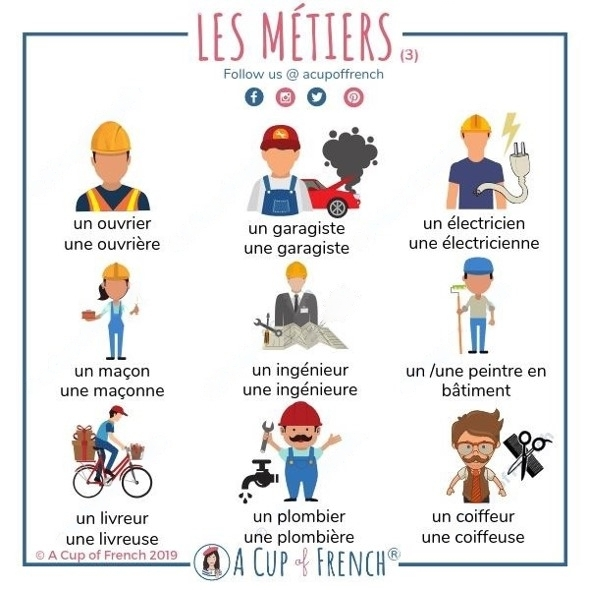 LES MÉTIERS (3)
Follow us @ acupoffrench
un ouvrier
une ouvrière
un garagiste
une garagiste
un électricien
une électricienne
un maçon
une maçonne
un ingénieur
une ingénieure
un /une peintre en
bâtiment
un livreur
une livreuse
un plombier
une plombière
un coiffeur
une coiffeuse
© A Cup of French 2019
A CUP of FRENCH®